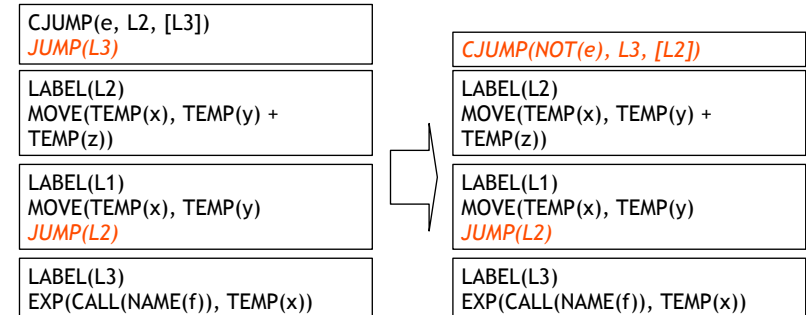 CJUMP(e, L2, [L3])
JUMP(L3)
LABEL(L2)
MOVE(TEMP(x), TEMP(y) +
TEMP(z))
LABEL(L1)
MOVE(TEMP(x), TEMP(y)
JUMP(L2)
LABEL(L3)
EXP(CALL(NAME(f)), TEMP(x))
CJUMP(NOT(e), L3, [L2])
LABEL(L2)
MOVE(TEMP(x), TEMP(y) +
TEMP(z))
LABEL(L1)
MOVE(TEMP(x), TEMP(y)
JUMP(L2)
LABEL(L3)
EXP(CALL(NAME(f)), TEMP(x))